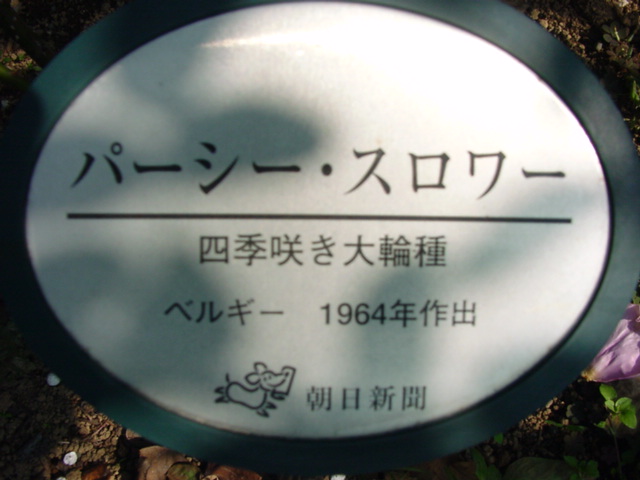 パーシー・スロワー
四季咲き大輪種
ベルギー　1964年作出
朝日新聞